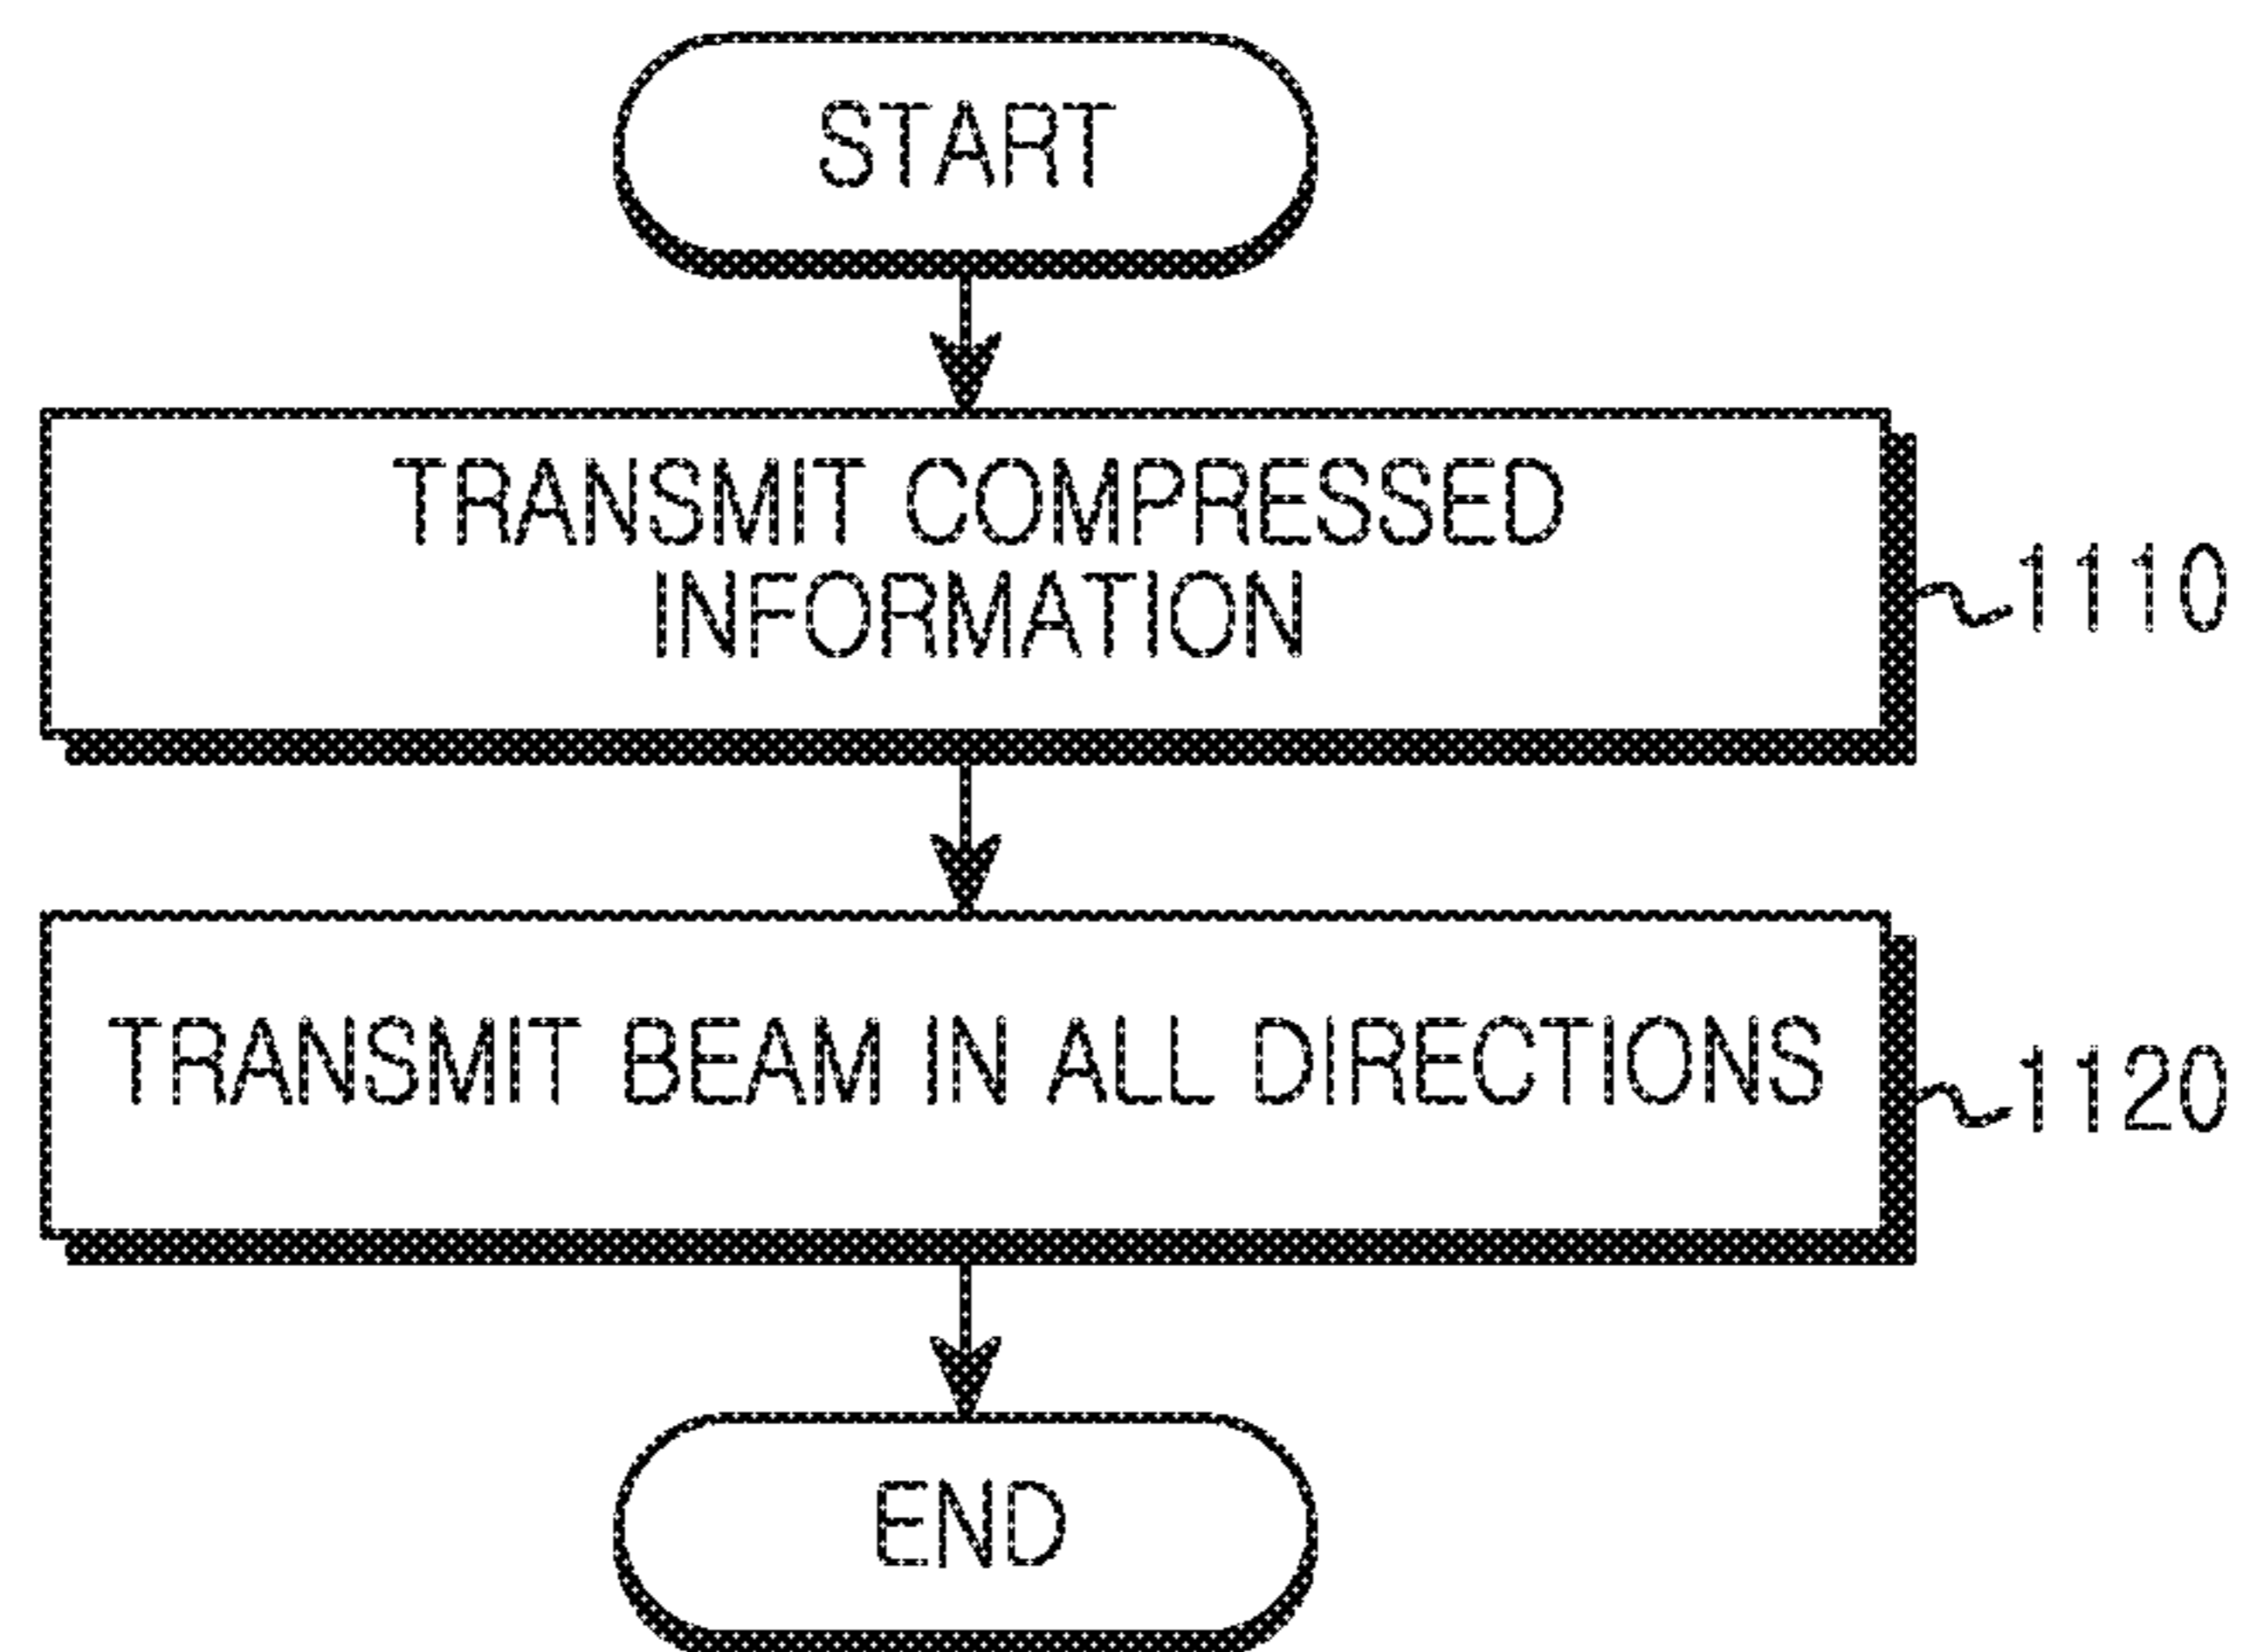 START
TRANSMIT COMPRESSED
INFORMATION
1110
TRANSMIT BEAM IN ALL DIRECTIONS
1120
END